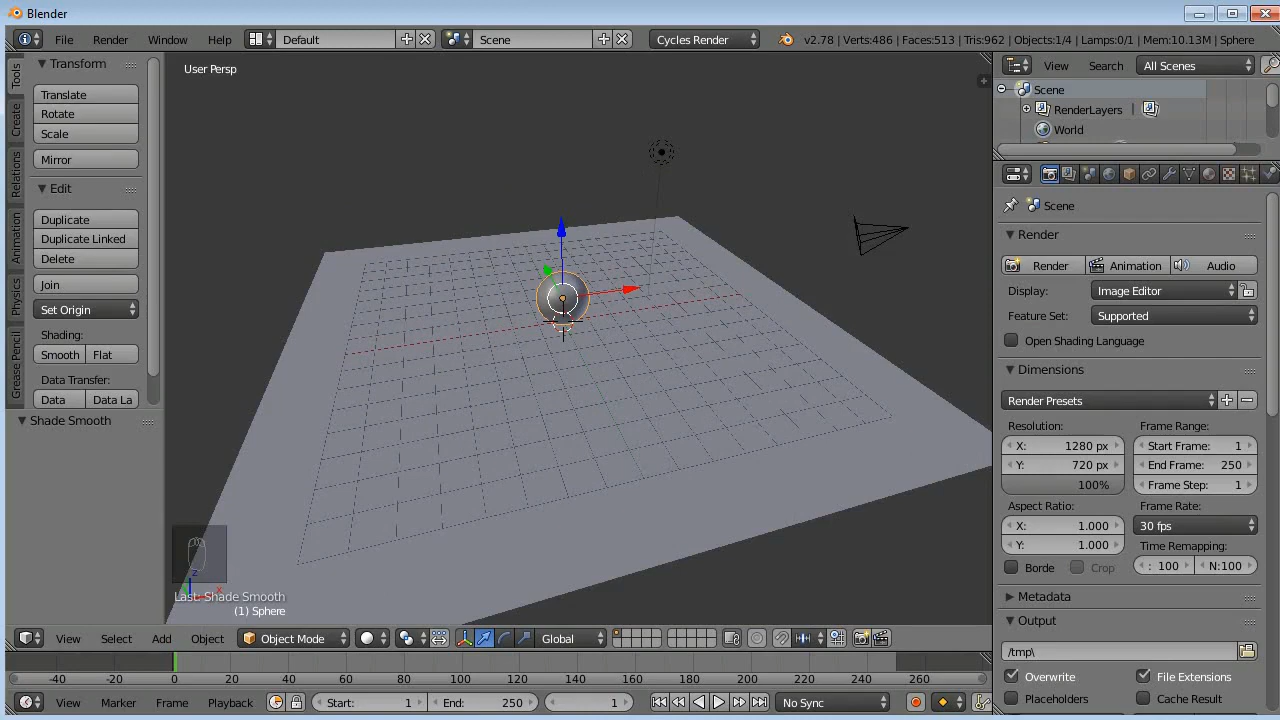 Blender
File Render Window Help Default Scene Cycles Render v2.78 | Verts:486 | Faces:513 | Tris:962 | Objects:1/4 | Lamps:0/1 | Mem:10.13M | Sphere
Tools
Create
Relations
Animation
Physics
Grease Pencil
Transform
Translate
Rotate
Scale
Mirror
Edit
Duplicate
Duplicate Linked
Delete
Join
Set Origin
Shading:
Smooth Flat
Data Transfer:
Data Data La
Shade Smooth
User Persp
z
x
Last: Shade Smooth
(1) Sphere
View Select Add Object Object Mode Global
-40 -20 0 20 40 60 80 100 120 140 160 180 200 220 240 260
View Marker Frame Playback Start: 1 End: 250 1 No Sync
View Search All Scenes
Scene
RenderLayers |
World
Scene
Render
Render Animation Audio
Display: Image Editor
Feature Set: Supported
Open Shading Language
Dimensions
Render Presets
Resolution: Frame Range:
X: 1280 px Start Frame: 1
Y: 720 px End Frame: 250
100% Frame Step: 1
Aspect Ratio: Frame Rate:
X: 1.000 30 fps
Y: 1.000 Time Remapping:
Borde Crop : 100 N:100
Metadata
Output
/tmp\
Overwrite File Extensions
Placeholders Cache Result